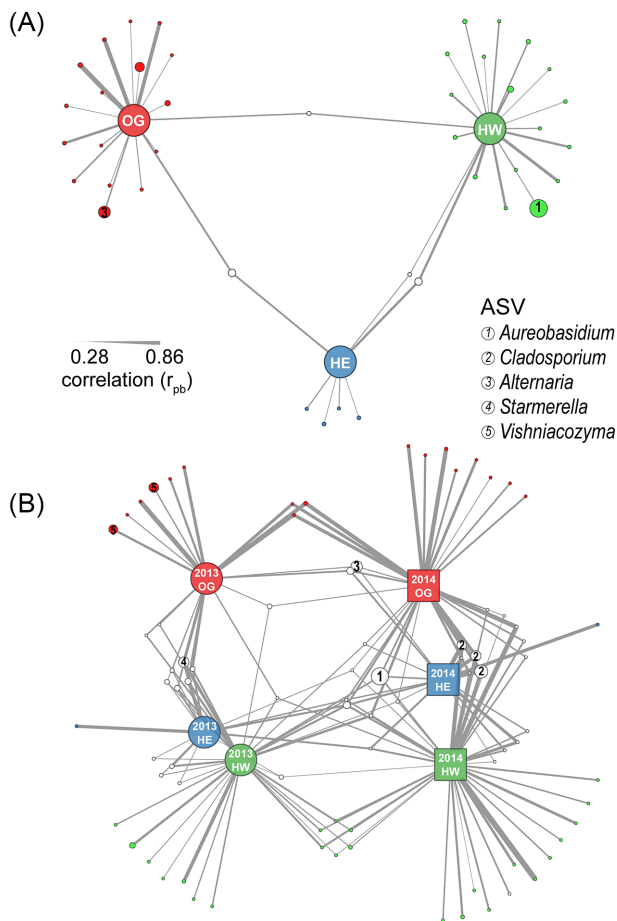 (A)
OG
HW
3
1
HE
0.28 0.86
correlation (rpb)
ASV
1 Aureobasidium
2 Cladosporium
3 Alternaria
4 Starmerella
5 Vishniacozyma
(B)
5
5
2013
OG
3
2014
OG
4
2
2
2
1
2014
HE
2013
HE
2013
HW
2014
HW